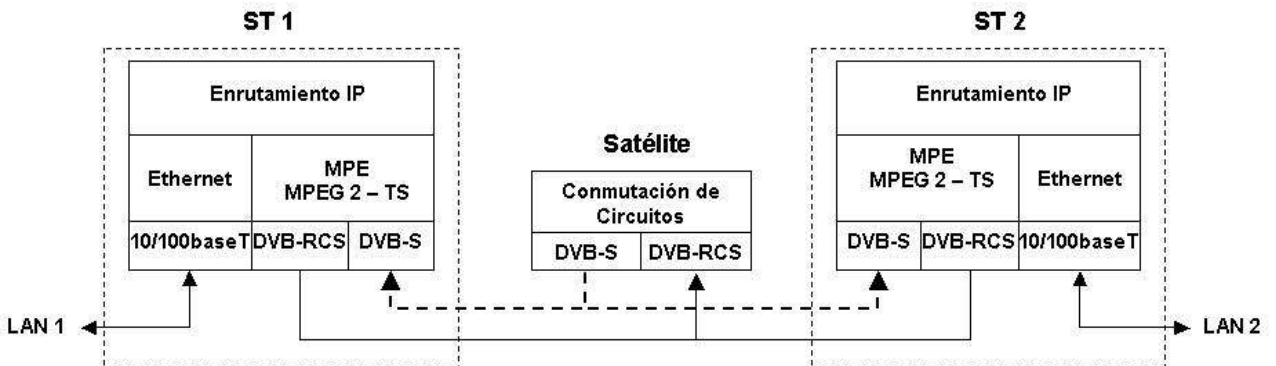 ST 1
ST 2
Enrutamiento IP
Ethernet
MPE
MPEG 2 – TS
10/100baseT
DVB-RCS
DVB-S
Satélite
Conmutación de
Circuitos
DVB-S
DVB-RCS
Enrutamiento IP
MPE
MPEG 2 – TS
Ethernet
DVB-S
DVB-RCS
10/100baseT
LAN 1
LAN 2